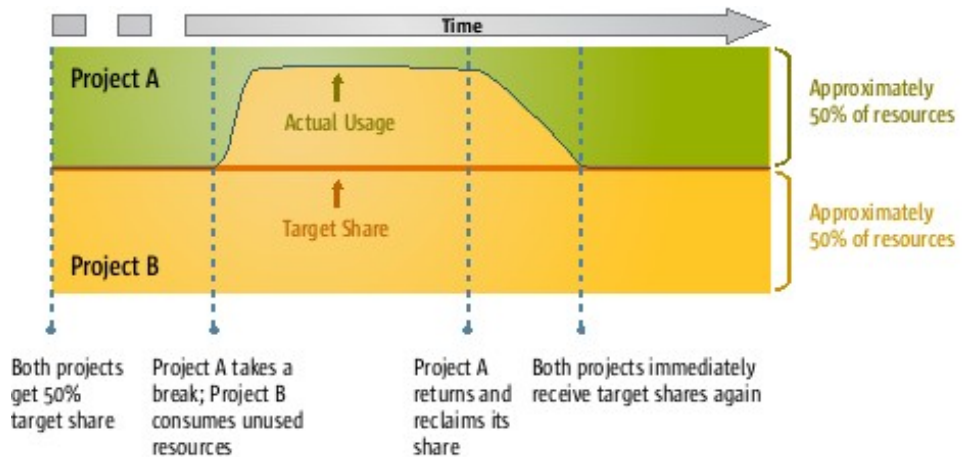 Time
Project A
Actual Usage
Approximately
50% of resources
Target Share
Project B
Approximately
50% of resources
Both projects
get 50%
target share
Project A takes a
break; Project B
consumes unused
resources
Project A
returns and
reclaims its
share
Both projects immediately
receive target shares again